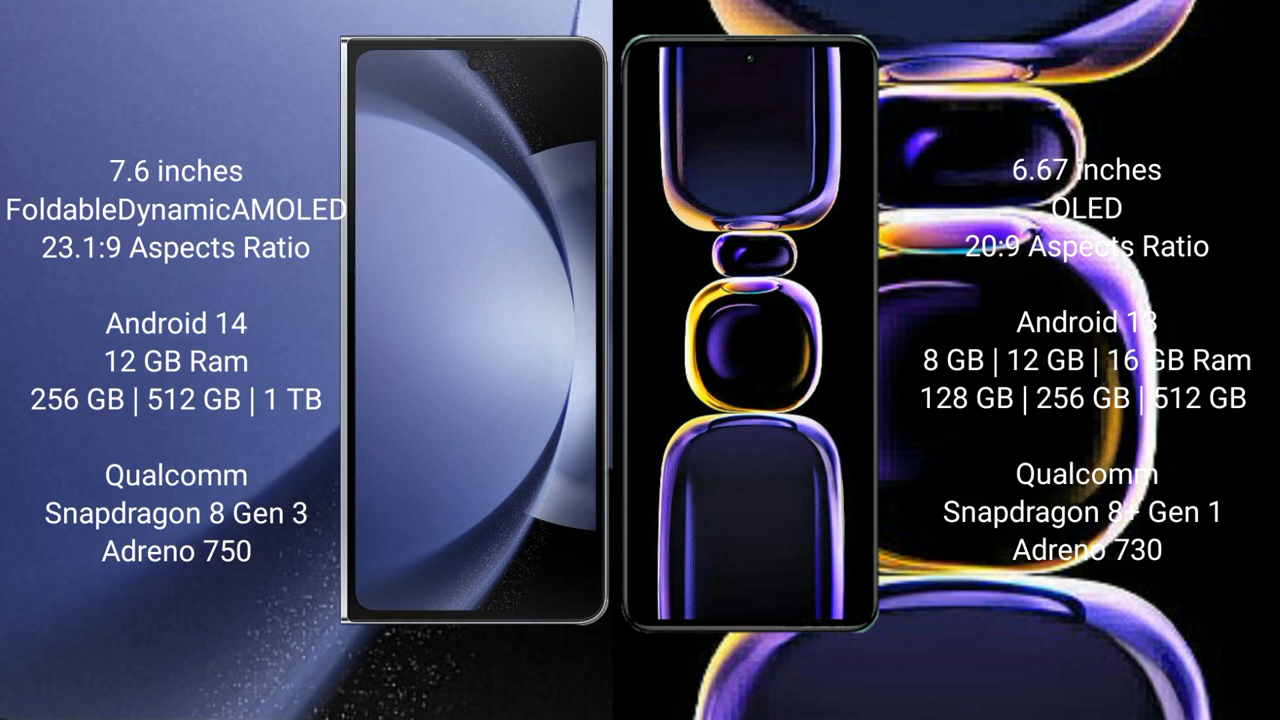 7.6 inches
FoldableDynamicAMOLED
23.1:9 Aspects Ratio
Android 14
12 GB Ram
256 GB | 512 GB | 1 TB
Qualcomm
Snapdragon 8 Gen 3
Adreno 750
6.67 inches
OLED
20:9 Aspects Ratio
Android 13
8 GB | 12 GB | 16 GB Ram
128 GB | 256 GB | 512 GB
Qualcomm
Snapdragon 8+ Gen 1
Adreno 730